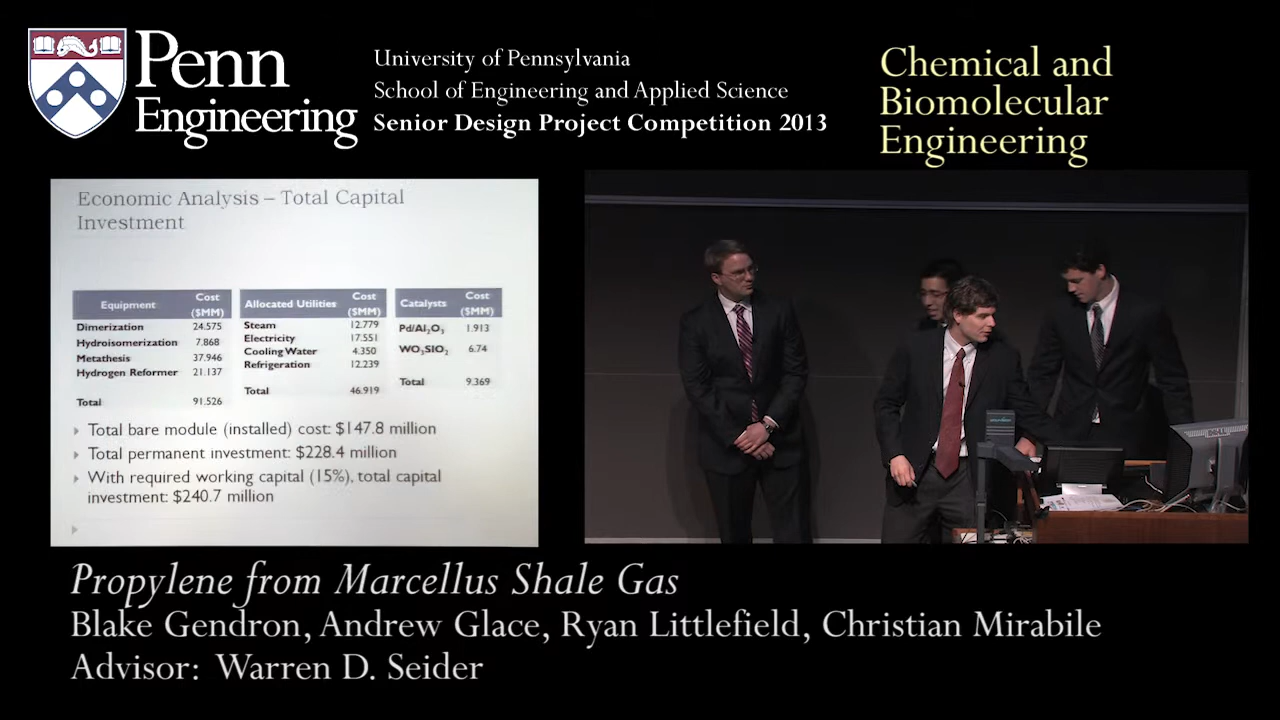 Penn
Engineering
University of Pennsylvania
School of Engineering and Applied Science
Senior Design Project Competition 2013
Chemical and
Biomolecular
Engineering
Economic Analysis – Total Capital
Investment
Equipment Cost ($MM)
Dimerization 24.575
Hydroisomerization 7.868
Metathesis 37.946
Hydrogen Reformer 21.137
Total 91.526
Allocated Utilities Cost ($MM)
Steam 12.779
Electricity 17.551
Cooling Water 4.350
Refrigeration 12.239
Total 46.919
Catalysts Cost ($MM)
Pd/Al₂O₃ 1.913
WO₃SIO₂ 6.74
Total 9.369
Total bare module (installed) cost: $147.8 million
Total permanent investment: $228.4 million
With required working capital (15%), total capital
investment: $240.7 million
Propylene from Marcellus Shale Gas
Blake Gendron, Andrew Glace, Ryan Littlefield, Christian Mirabile
Advisor: Warren D. Seider